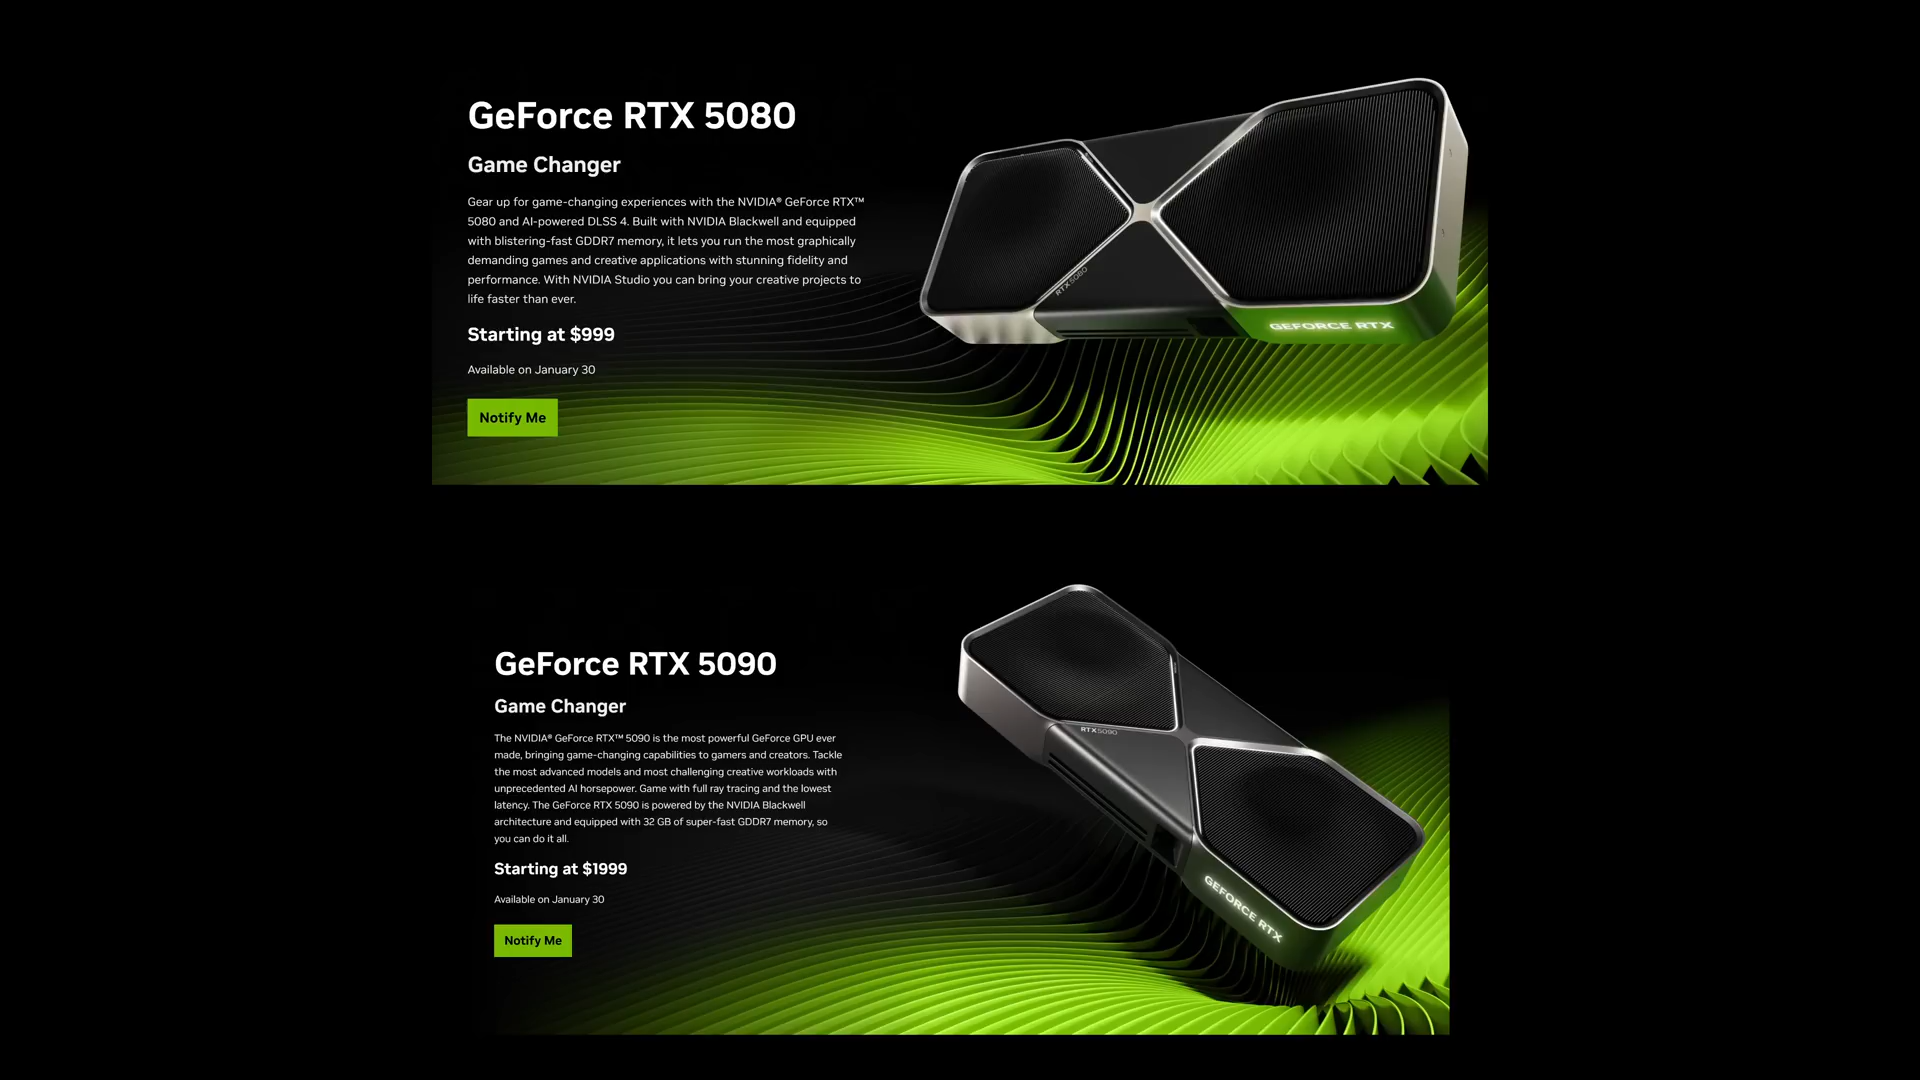 GeForce RTX 5080
Game Changer
Gear up for game-changing experiences with the NVIDIA® GeForce RTX™
5080 and AI-powered DLSS 4. Built with NVIDIA Blackwell and equipped
with blistering-fast GDDR7 memory, it lets you run the most graphically
demanding games and creative applications with stunning fidelity and
performance. With NVIDIA Studio you can bring your creative projects to
life faster than ever.
Starting at $999
Available on January 30
Notify Me
RTX 5080
GEFORCE RTX
GeForce RTX 5090
Game Changer
The NVIDIA® GeForce RTX™ 5090 is the most powerful GeForce GPU ever
made, bringing game-changing capabilities to gamers and creators. Tackle
the most advanced models and most challenging creative workloads with
unprecedented AI horsepower. Game with full ray tracing and the lowest
latency. The GeForce RTX 5090 is powered by the NVIDIA Blackwell
architecture and equipped with 32 GB of super-fast GDDR7 memory, so
you can do it all.
Starting at $1999
Available on January 30
Notify Me
RTX 5090
GEFORCE RTX